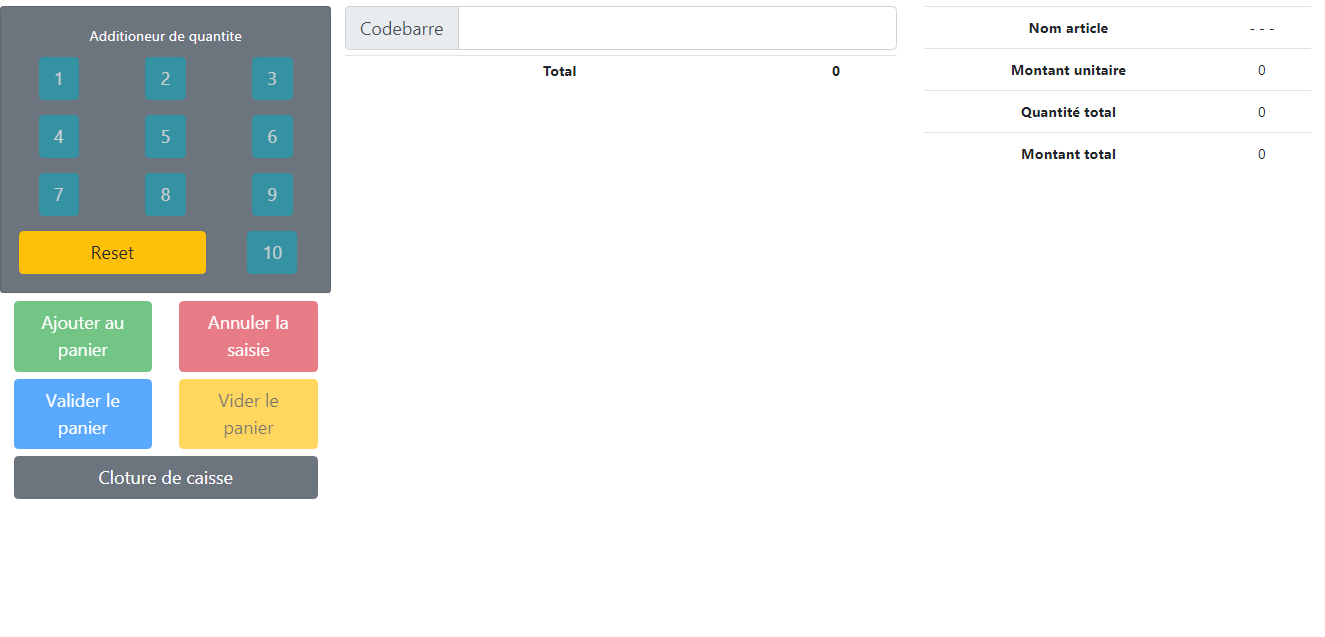 Additioneur de quantite
1 2 3
4 5 6
7 8 9
Reset 10
Ajouter au
panier
Annuler la
saisie
Valider le
panier
Vider le
panier
Cloture de caisse
Codebarre
Total 0
Nom article - - -
Montant unitaire 0
Quantité total 0
Montant total 0